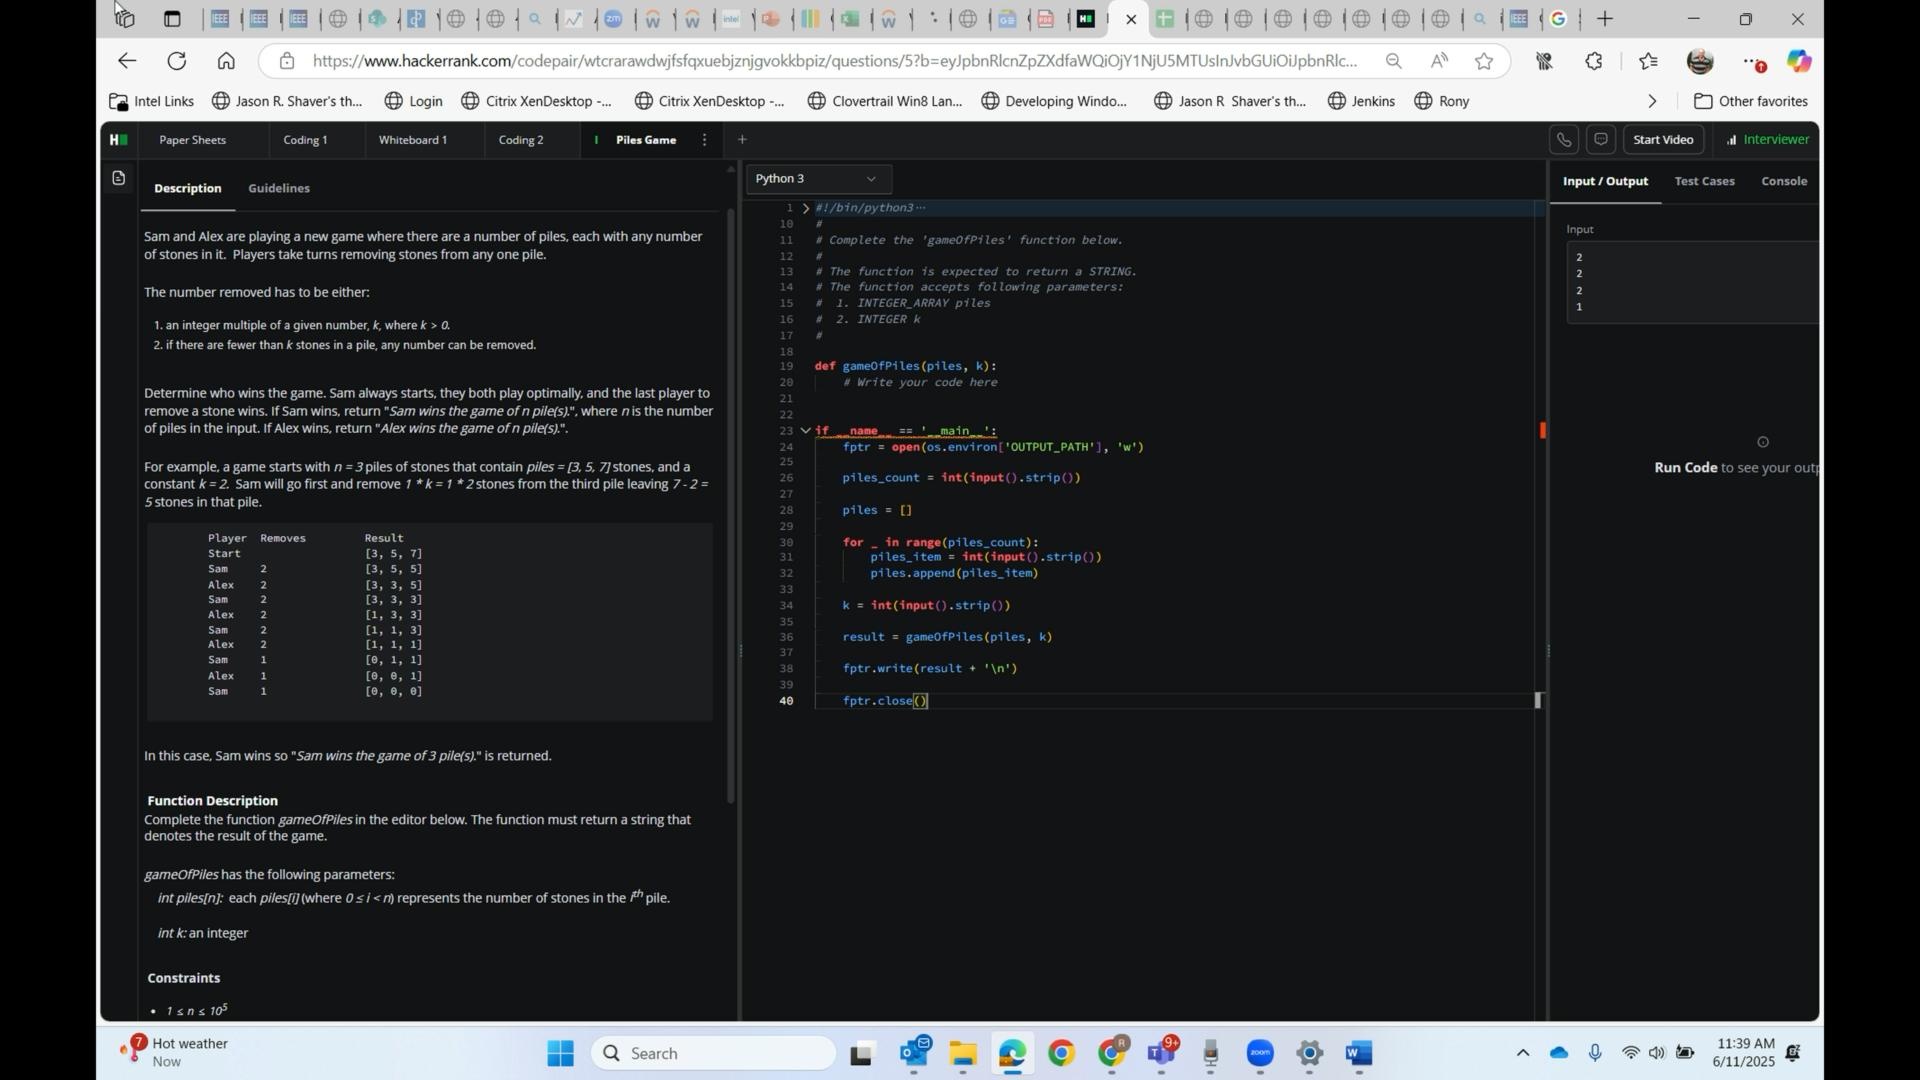 https://www.hackerrank.com/codepair/wtcrarawdwjfsfqxuebjznjgvokkbpiz/questions/5?b=eyJpbnRlcnZpZXdfaWQiOjY1NjU5MTUsInJvbGUiOiJpbnRlc...
Intel Links
Jason R. Shaver's th...
Login
Citrix XenDesktop -...
Citrix XenDesktop -...
Clovertrail Win8 Lan...
Developing Windo...
Jason R Shaver's th...
Jenkins
Rony
Other favorites
Paper Sheets
Coding 1
Whiteboard 1
Coding 2
Piles Game
Start Video
Interviewer
Description
Guidelines
Sam and Alex are playing a new game where there are a number of piles, each with any number
of stones in it. Players take turns removing stones from any one pile.
The number removed has to be either:
1. an integer multiple of a given number, k, where k > 0.
2. if there are fewer than k stones in a pile, any number can be removed.
Determine who wins the game. Sam always starts, they both play optimally, and the last player to
remove a stone wins. If Sam wins, return "Sam wins the game of n pile(s).", where n is the number
of piles in the input. If Alex wins, return "Alex wins the game of n pile(s).".
For example, a game starts with n = 3 piles of stones that contain piles = [3, 5, 7] stones, and a
constant k = 2. Sam will go first and remove 1 * k = 1 * 2 stones from the third pile leaving 7 - 2 =
5 stones in that pile.
Player Removes Result
Start [3, 5, 7]
Sam 2 [3, 5, 5]
Alex 2 [3, 3, 5]
Sam 2 [3, 3, 3]
Alex 2 [1, 3, 3]
Sam 2 [1, 1, 3]
Alex 2 [1, 1, 1]
Sam 1 [0, 1, 1]
Alex 1 [0, 0, 1]
Sam 1 [0, 0, 0]
In this case, Sam wins so "Sam wins the game of 3 pile(s)." is returned.
Function Description
Complete the function gameOfPiles in the editor below. The function must return a string that
denotes the result of the game.
gameOfPiles has the following parameters:
int piles[n]: each piles[i] (where 0 ≤ i < n) represents the number of stones in the ith pile.
int k: an integer
Constraints
• 1 ≤ n ≤ 10^5
Python 3
1 #!/bin/python3 ...
10 #
11 # Complete the 'gameOfPiles' function below.
12 #
13 # The function is expected to return a STRING.
14 # The function accepts following parameters:
15 # 1. INTEGER_ARRAY piles
16 # 2. INTEGER k
17 #
18
19 def gameOfPiles(piles, k):
20 # Write your code here
21
22
23 if __name__ == '__main__':
24 fptr = open(os.environ['OUTPUT_PATH'], 'w')
25
26 piles_count = int(input().strip())
27
28 piles = []
29
30 for _ in range(piles_count):
31 piles_item = int(input().strip())
32 piles.append(piles_item)
33
34 k = int(input().strip())
35
36 result = gameOfPiles(piles, k)
37
38 fptr.write(result + '\n')
39
40 fptr.close()
Input / Output
Test Cases
Console
Input
2
2
2
1
Run Code to see your outp
7
Hot weather
Now
Search
9+
11:39 AM
6/11/2025